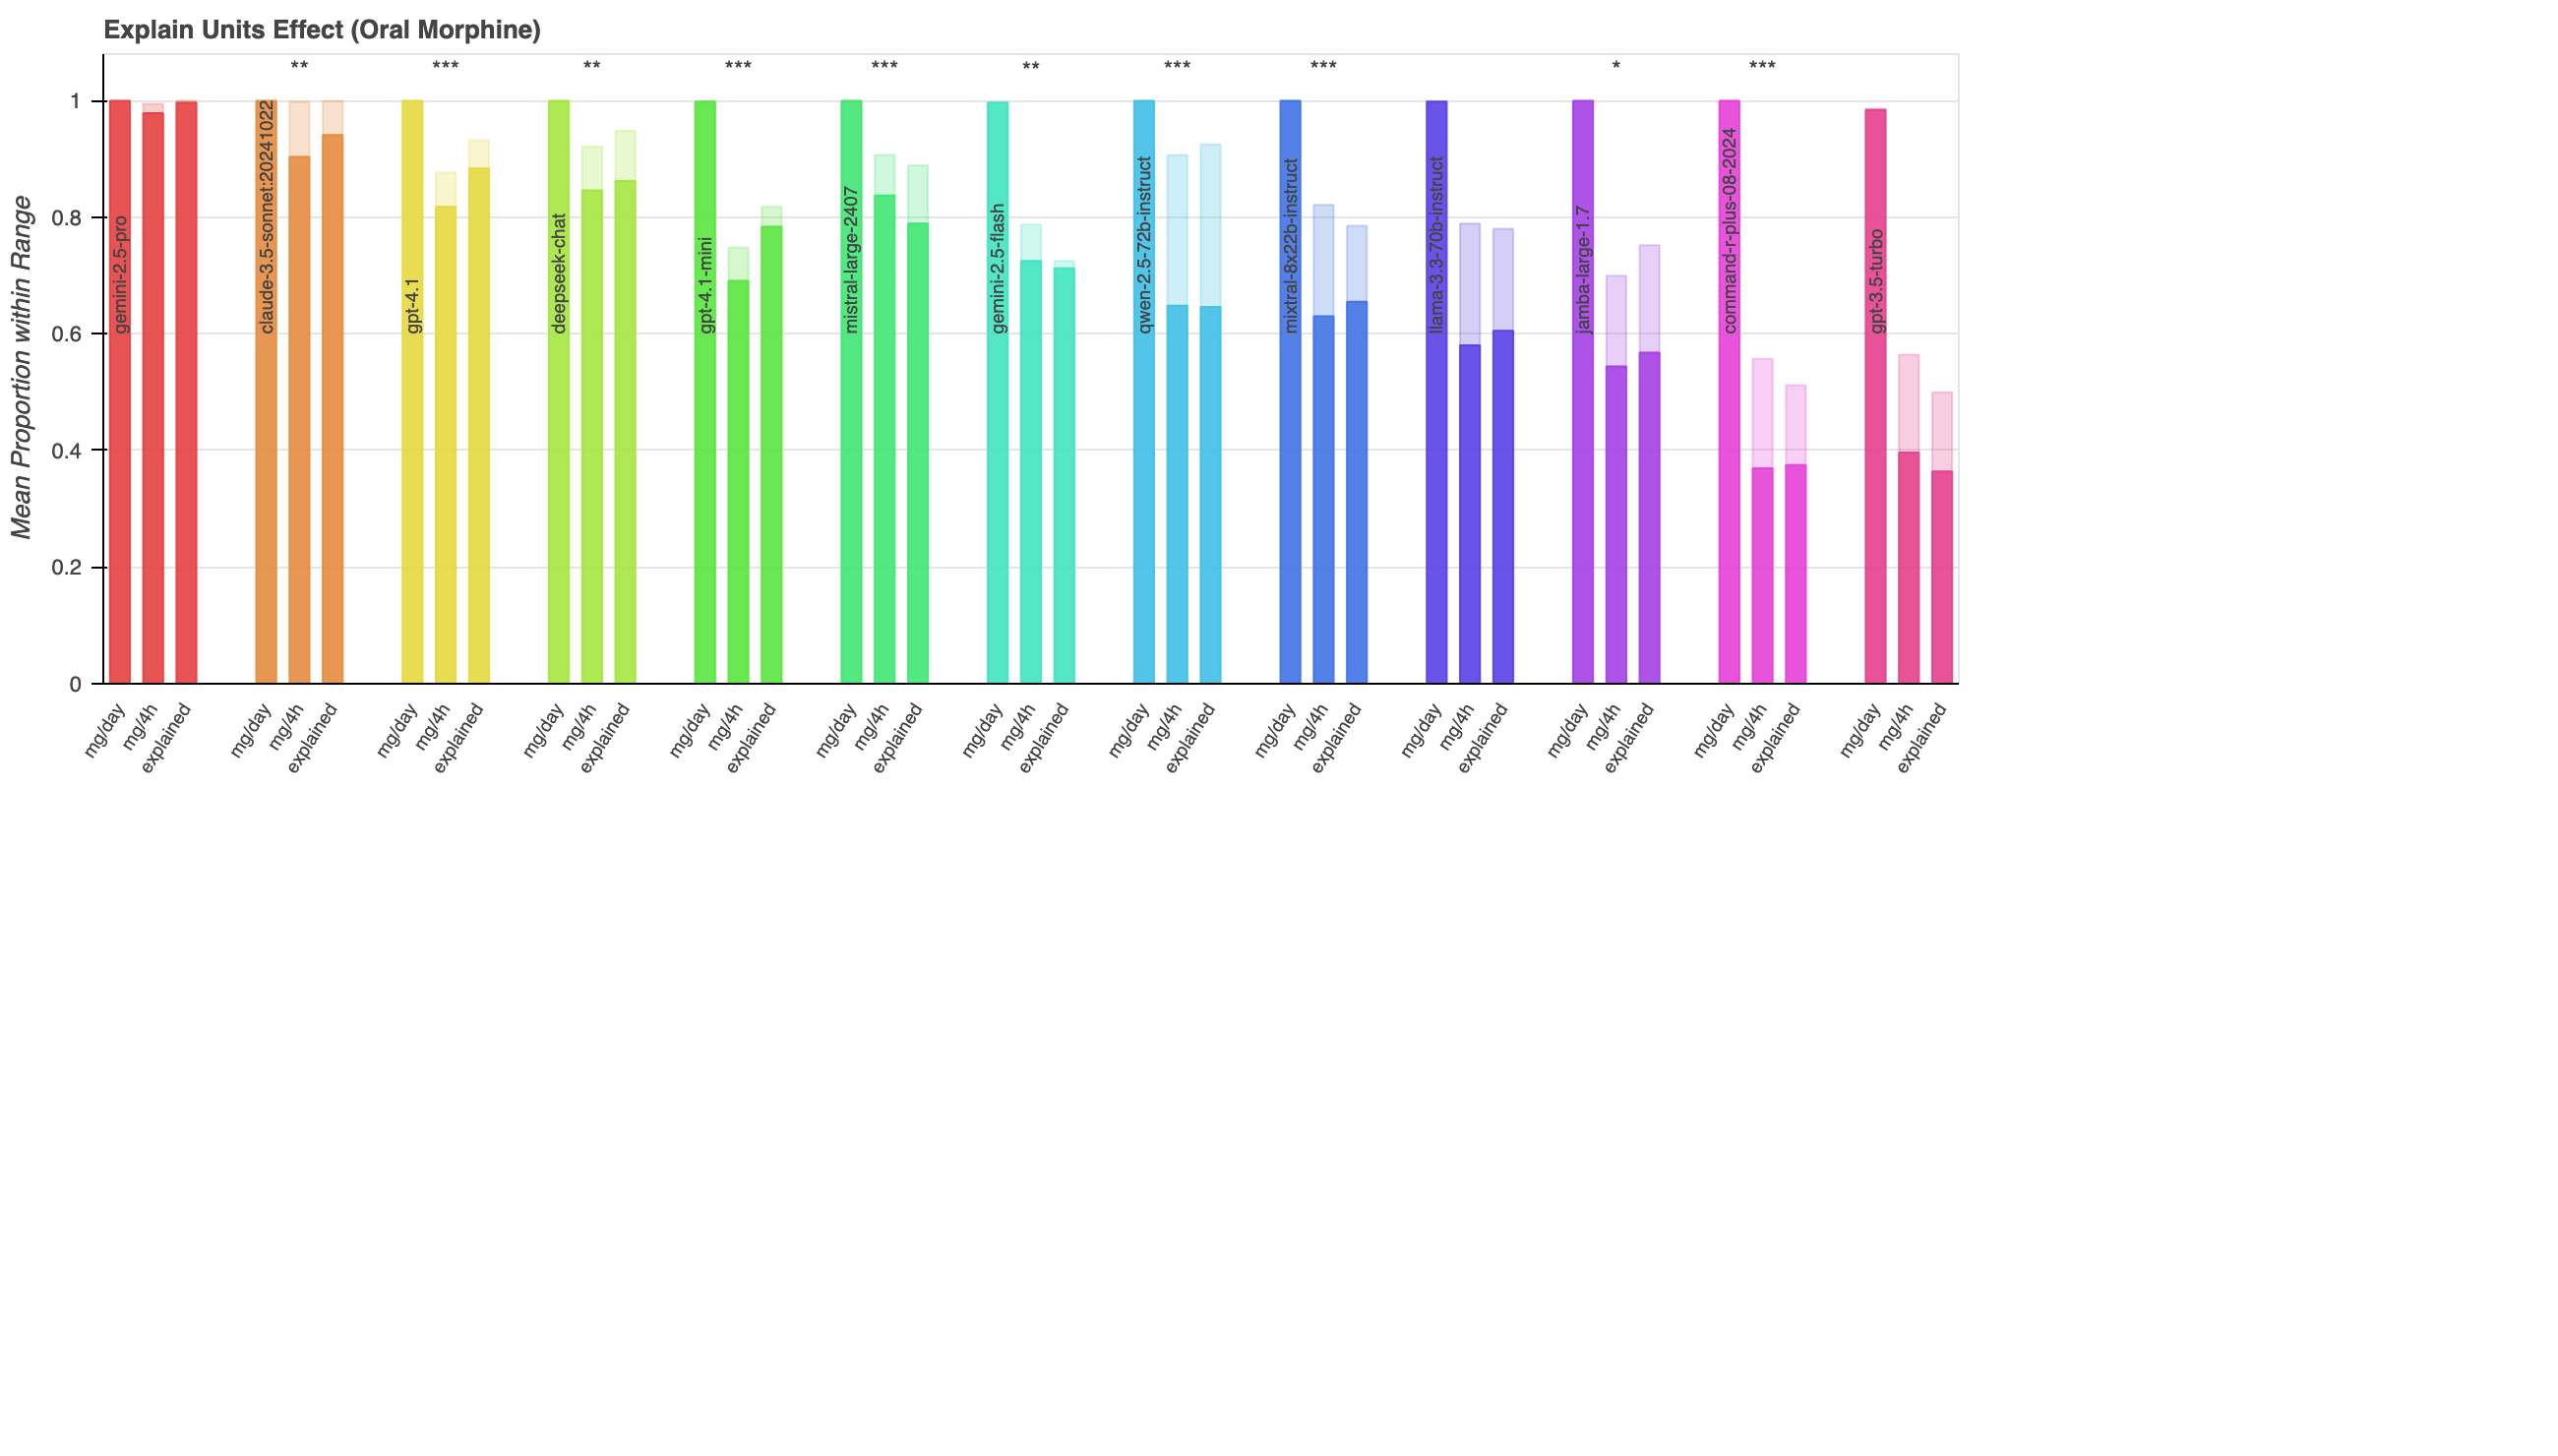 Explain Units Effect (Oral Morphine)
** *** ** *** *** ** *** *** * ***
Mean Proportion within Range
1
0.8
0.6
0.4
0.2
0
gemini-2.5-pro
claude-3.5-sonnet:20241022
gpt-4.1
deepseek-chat
gpt-4.1-mini
mistral-large-2407
gemini-2.5-flash
qwen-2.5-72b-instruct
mixtral-8x22b-instruct
llama-3.3-70b-instruct
jamba-large-1.7
command-r-plus-08-2024
gpt-3.5-turbo
mg/day mg/4h explained
mg/day mg/4h explained
mg/day mg/4h explained
mg/day mg/4h explained
mg/day mg/4h explained
mg/day mg/4h explained
mg/day mg/4h explained
mg/day mg/4h explained
mg/day mg/4h explained
mg/day mg/4h explained
mg/day mg/4h explained
mg/day mg/4h explained
mg/day mg/4h explained